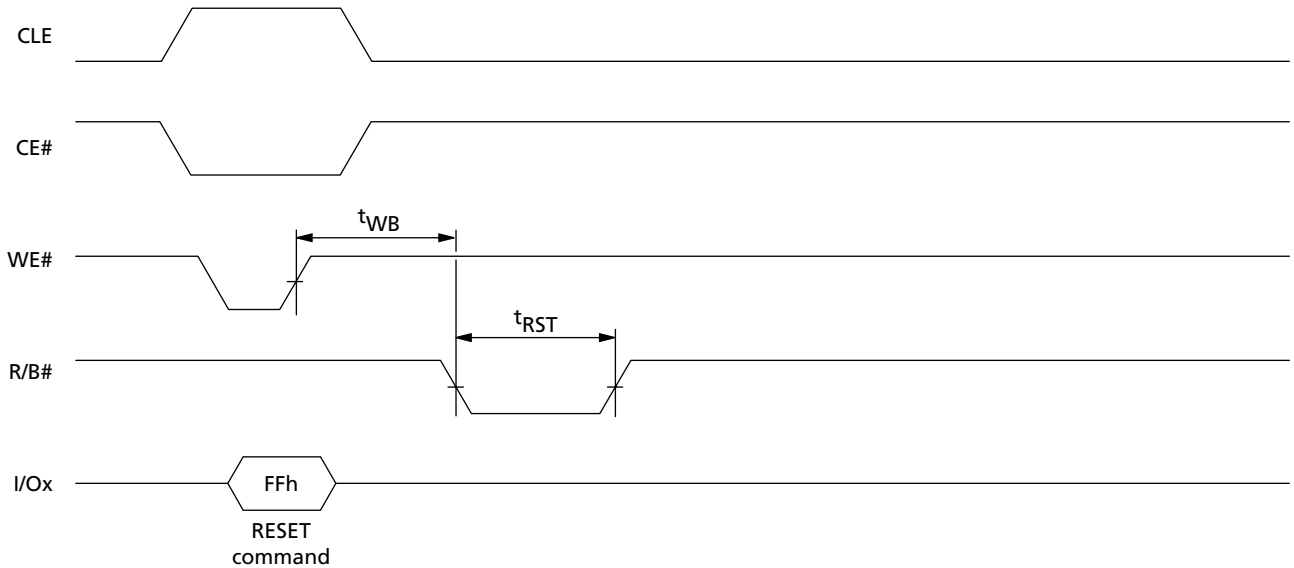 CLE
CE#
tWB
WE#
tRST
R/B#
I/Ox
FFh
RESET
command